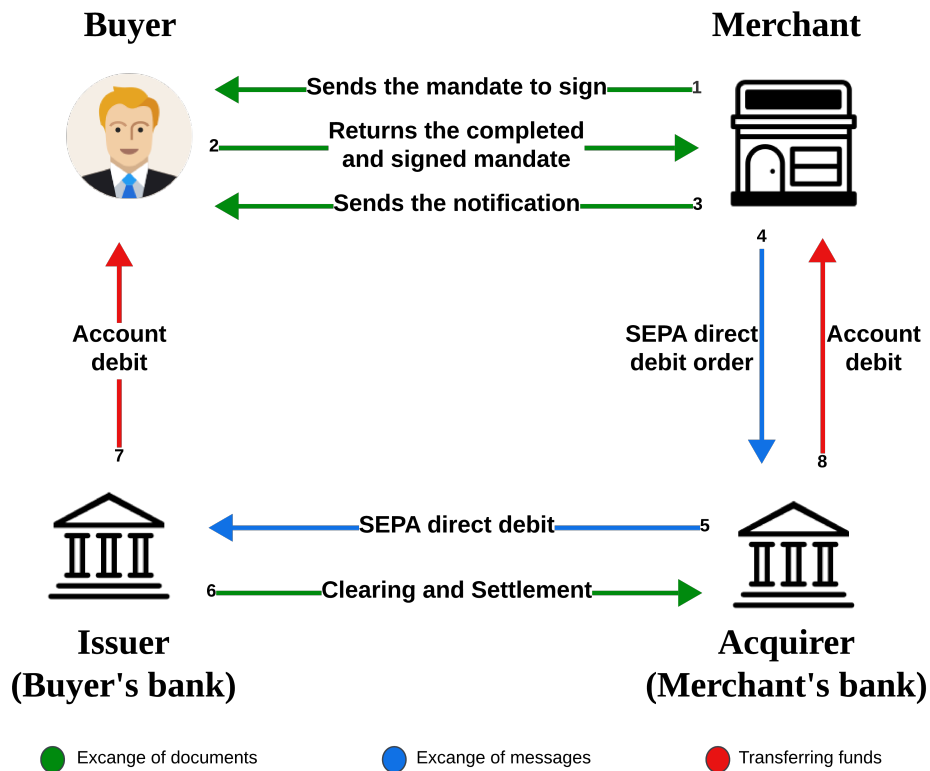 Buyer
Merchant
Sends the mandate to sign
1
2
Returns the completed
and signed mandate
Sends the notification
3
4
Account
debit
SEPA direct
debit order
Account
debit
7
8
SEPA direct debit
5
6
Clearing and Settlement
Issuer
(Buyer's bank)
Acquirer
(Merchant's bank)
Excange of documents
Excange of messages
Transferring funds